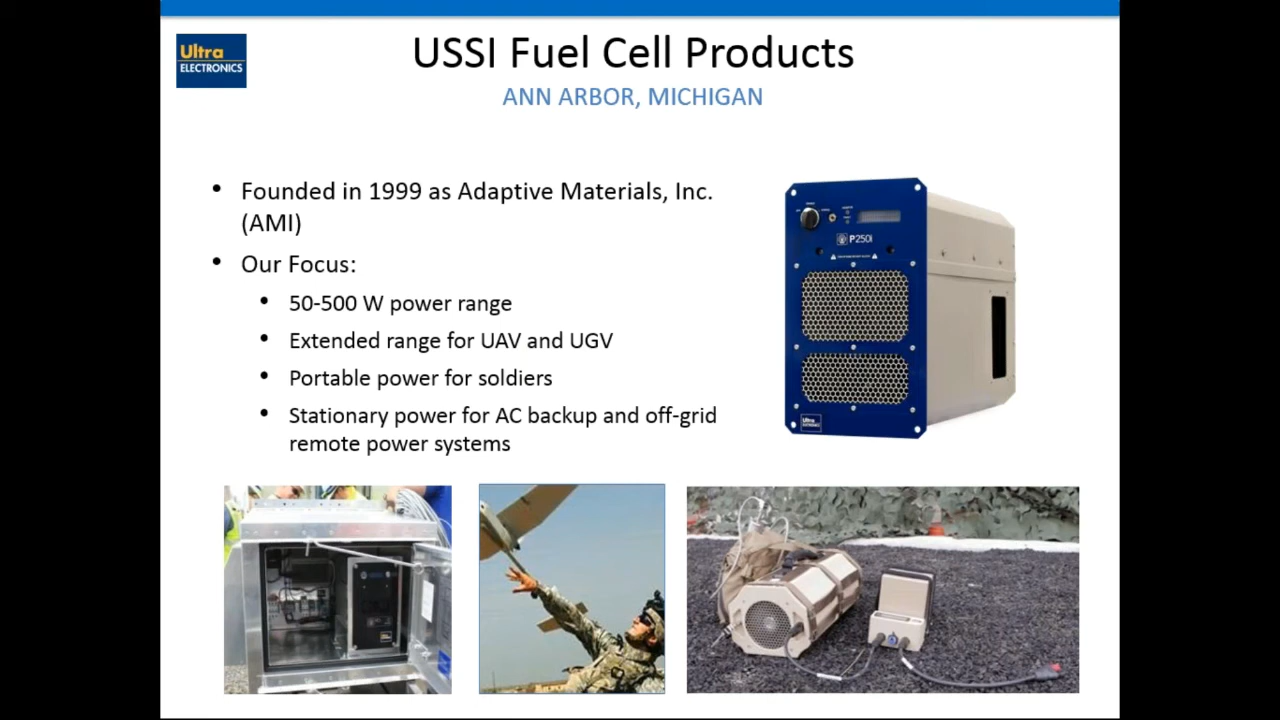 Ultra
ELECTRONICS
USSI Fuel Cell Products
ANN ARBOR, MICHIGAN
• Founded in 1999 as Adaptive Materials, Inc.
(AMI)
• Our Focus:
• 50-500 W power range
• Extended range for UAV and UGV
• Portable power for soldiers
• Stationary power for AC backup and off-grid
remote power systems
P250i
Ultra
ELECTRONICS